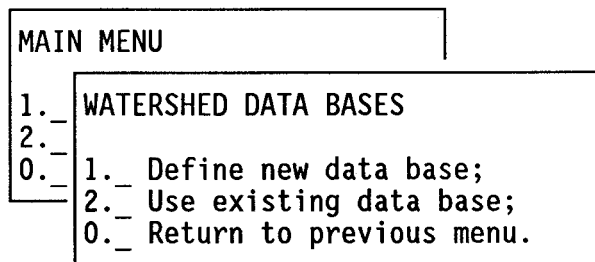 MAIN MENU
1._
2._
0._
WATERSHED DATA BASES
1._ Define new data base;
2._ Use existing data base;
0._ Return to previous menu.